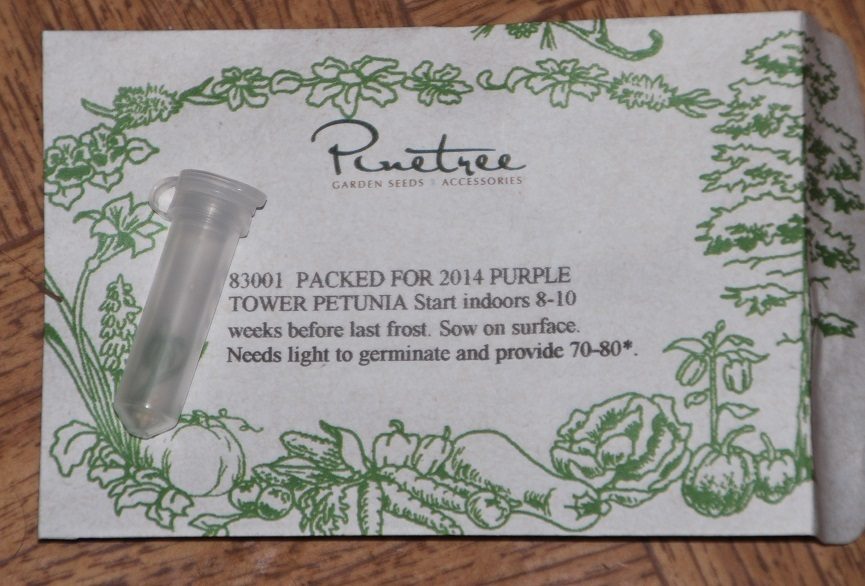 Pinetree
GARDEN SEEDS & ACCESSORIES
83001 PACKED FOR 2014 PURPLE
TOWER PETUNIA Start indoors 8-10
weeks before last frost. Sow on surface.
Needs light to germinate and provide 70-80*.